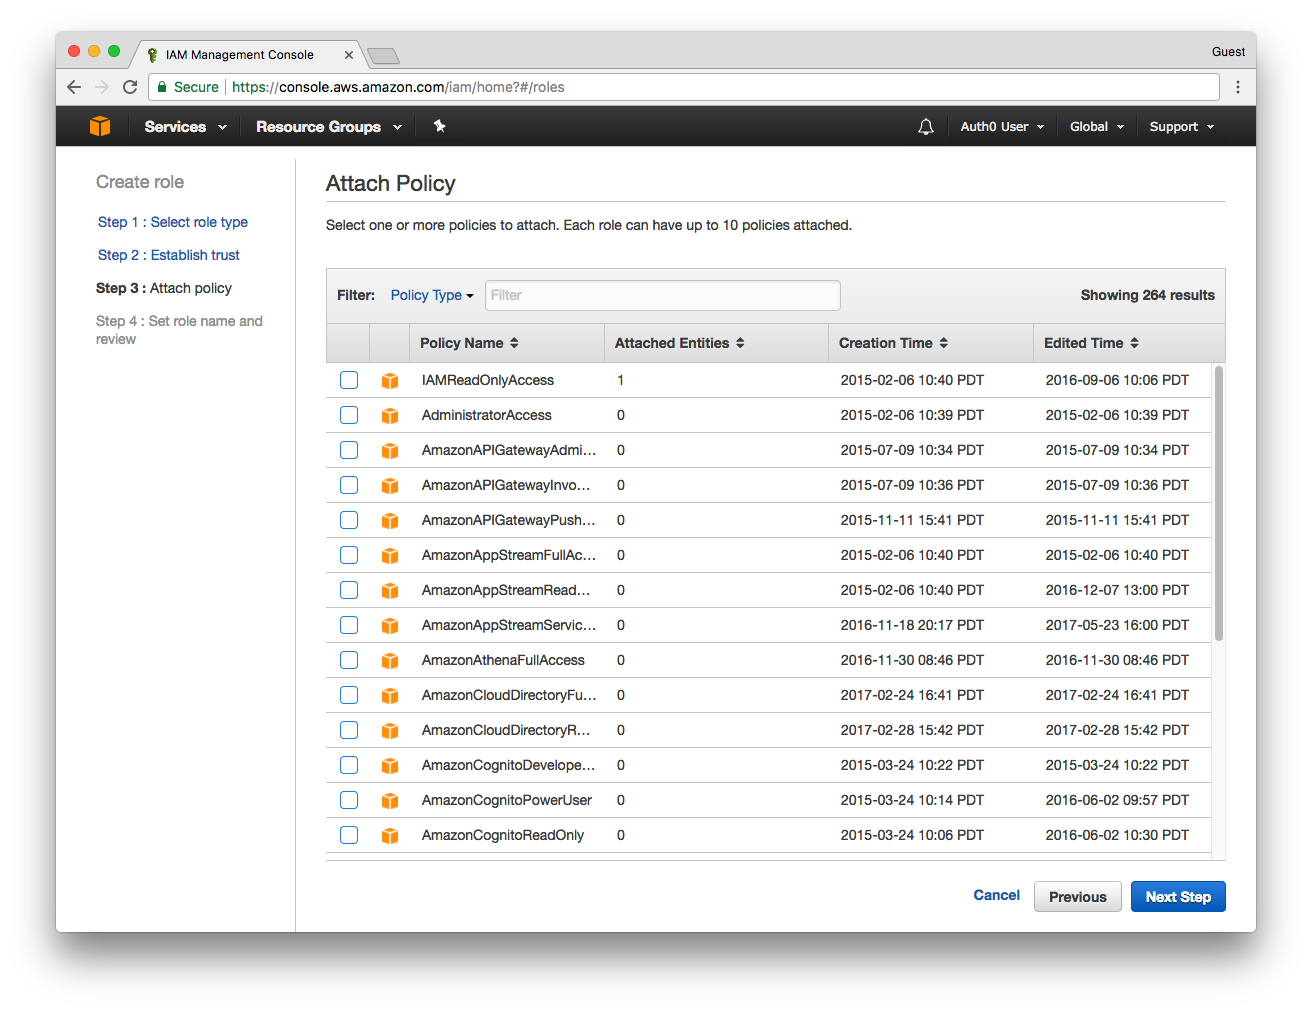 IAM Management Console
Guest
Secure https://console.aws.amazon.com/iam/home?#/roles
Services Resource Groups Auth0 User Global Support
Create role
Step 1 : Select role type
Step 2 : Establish trust
Step 3 : Attach policy
Step 4 : Set role name and
review
Attach Policy
Select one or more policies to attach. Each role can have up to 10 policies attached.
Filter: Policy Type Filter Showing 264 results
Policy Name Attached Entities Creation Time Edited Time
IAMReadOnlyAccess 1 2015-02-06 10:40 PDT 2016-09-06 10:06 PDT
AdministratorAccess 0 2015-02-06 10:39 PDT 2015-02-06 10:39 PDT
AmazonAPIGatewayAdmi... 0 2015-07-09 10:34 PDT 2015-07-09 10:34 PDT
AmazonAPIGatewayInvo... 0 2015-07-09 10:36 PDT 2015-07-09 10:36 PDT
AmazonAPIGatewayPush... 0 2015-11-11 15:41 PDT 2015-11-11 15:41 PDT
AmazonAppStreamFullAc... 0 2015-02-06 10:40 PDT 2015-02-06 10:40 PDT
AmazonAppStreamRead... 0 2015-02-06 10:40 PDT 2016-12-07 13:00 PDT
AmazonAppStreamServic... 0 2016-11-18 20:17 PDT 2017-05-23 16:00 PDT
AmazonAthenaFullAccess 0 2016-11-30 08:46 PDT 2016-11-30 08:46 PDT
AmazonCloudDirectoryFu... 0 2017-02-24 16:41 PDT 2017-02-24 16:41 PDT
AmazonCloudDirectoryR... 0 2017-02-28 15:42 PDT 2017-02-28 15:42 PDT
AmazonCognitoDevelope... 0 2015-03-24 10:22 PDT 2015-03-24 10:22 PDT
AmazonCognitoPowerUser 0 2015-03-24 10:14 PDT 2016-06-02 09:57 PDT
AmazonCognitoReadOnly 0 2015-03-24 10:06 PDT 2016-06-02 10:30 PDT
Cancel Previous Next Step